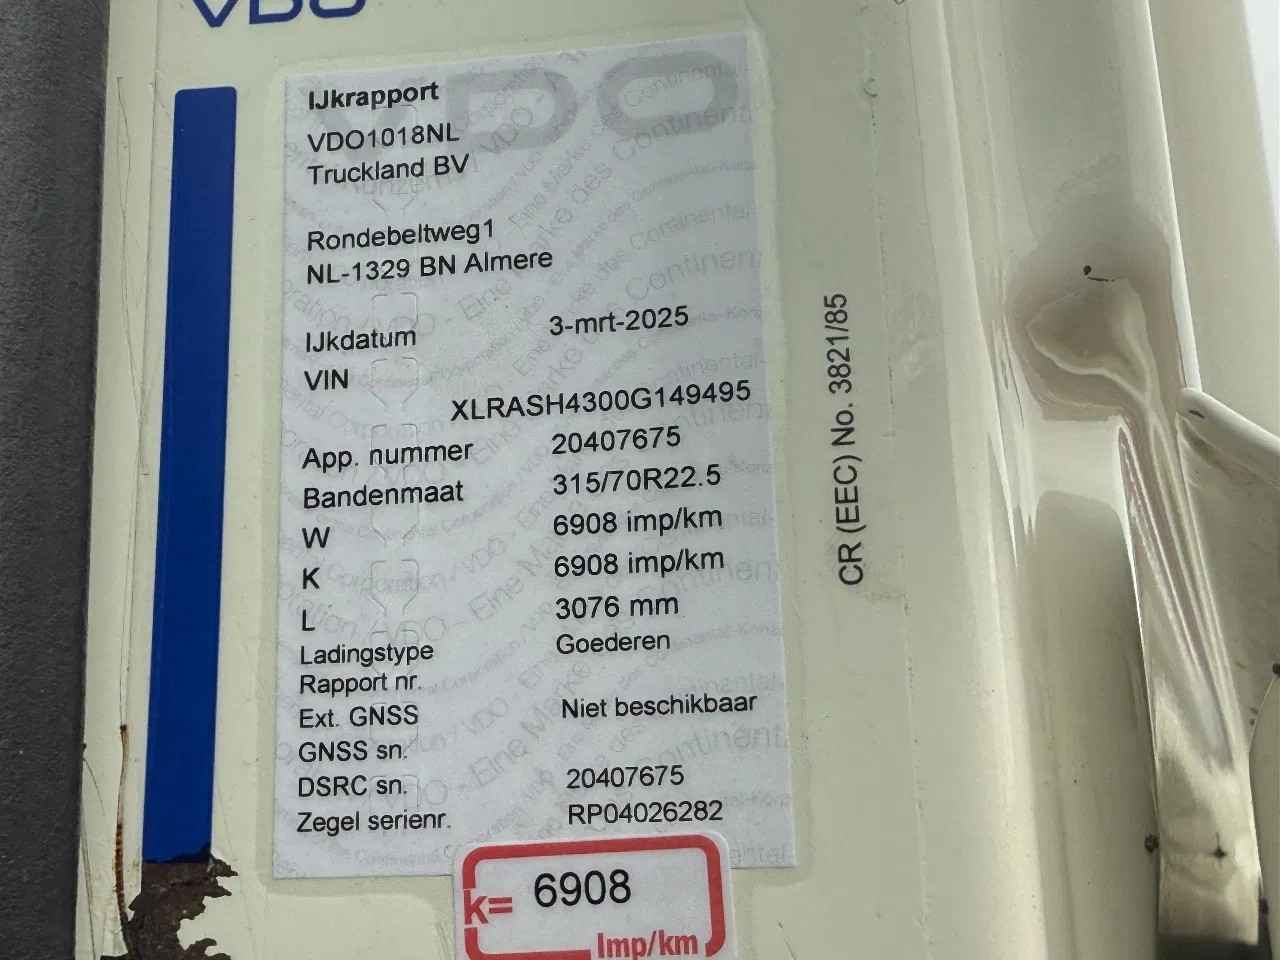 VDO
IJkrapport
VDO1018NL
Truckland BV
Rondebeltweg1
NL-1329 BN Almere
IJkdatum 3-mrt-2025
VIN
XLRASH4300G149495
App. nummer 20407675
Bandenmaat 315/70R22.5
W 6908 imp/km
K 6908 imp/km
L 3076 mm
Ladingstype Goederen
Rapport nr.
Ext. GNSS Niet beschikbaar
GNSS sn.
DSRC sn. 20407675
Zegel serienr. RP04026282
k= 6908
Imp/km
CR (EEC) No. 3821/85